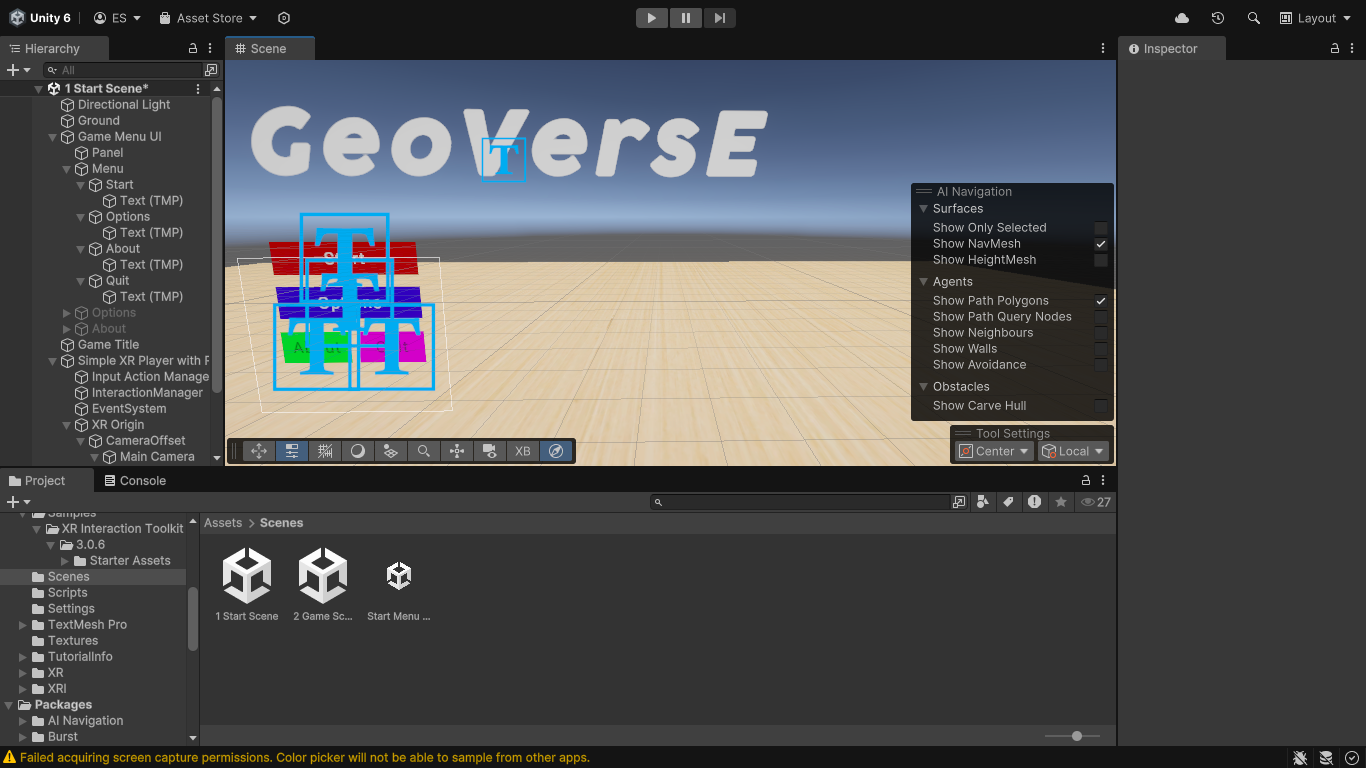 Unity 6
ES
Asset Store
Layout
Hierarchy
All
1 Start Scene*
Directional Light
Ground
Game Menu UI
Panel
Menu
Start
Text (TMP)
Options
Text (TMP)
About
Text (TMP)
Quit
Text (TMP)
Options
About
Game Title
Simple XR Player with F
Input Action Manage
InteractionManager
EventSystem
XR Origin
CameraOffset
Main Camera
Scene
GeoVersE
T
Start
T
Options
T
About
T
T
AI Navigation
Surfaces
Show Only Selected
Show NavMesh
Show HeightMesh
Agents
Show Path Polygons
Show Path Query Nodes
Show Neighbours
Show Walls
Show Avoidance
Obstacles
Show Carve Hull
Tool Settings
Center
Local
XB
Inspector
Project
Console
27
Samples
XR Interaction Toolkit
3.0.6
Starter Assets
Scenes
Scripts
Settings
TextMesh Pro
Textures
TutorialInfo
XR
XRI
Packages
AI Navigation
Burst
Assets > Scenes
1 Start Scene
2 Game Sc...
Start Menu ...
Failed acquiring screen capture permissions. Color picker will not be able to sample from other apps.